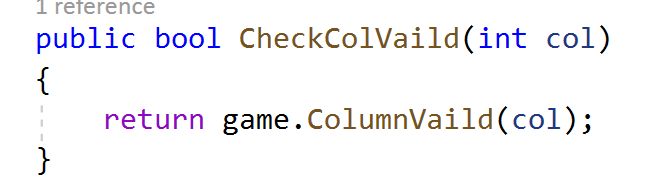 1 reference
public bool CheckColVaild(int col)
{
    return game.ColumnVaild(col);
}